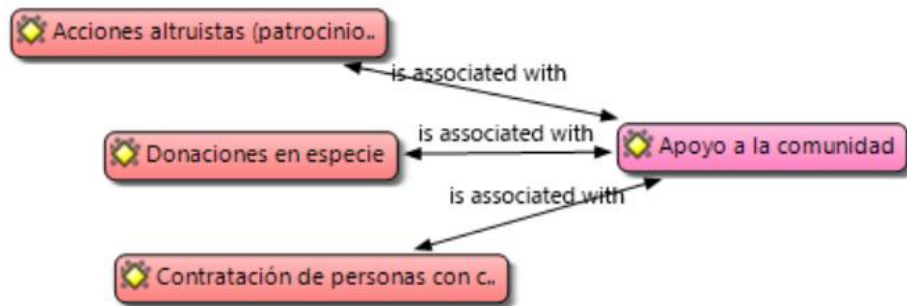 Acciones altruistas (patrocinio..
is associated with
is associated with
Donaciones en especie
Apoyo a la comunidad
is associated with
Contratación de personas con c..